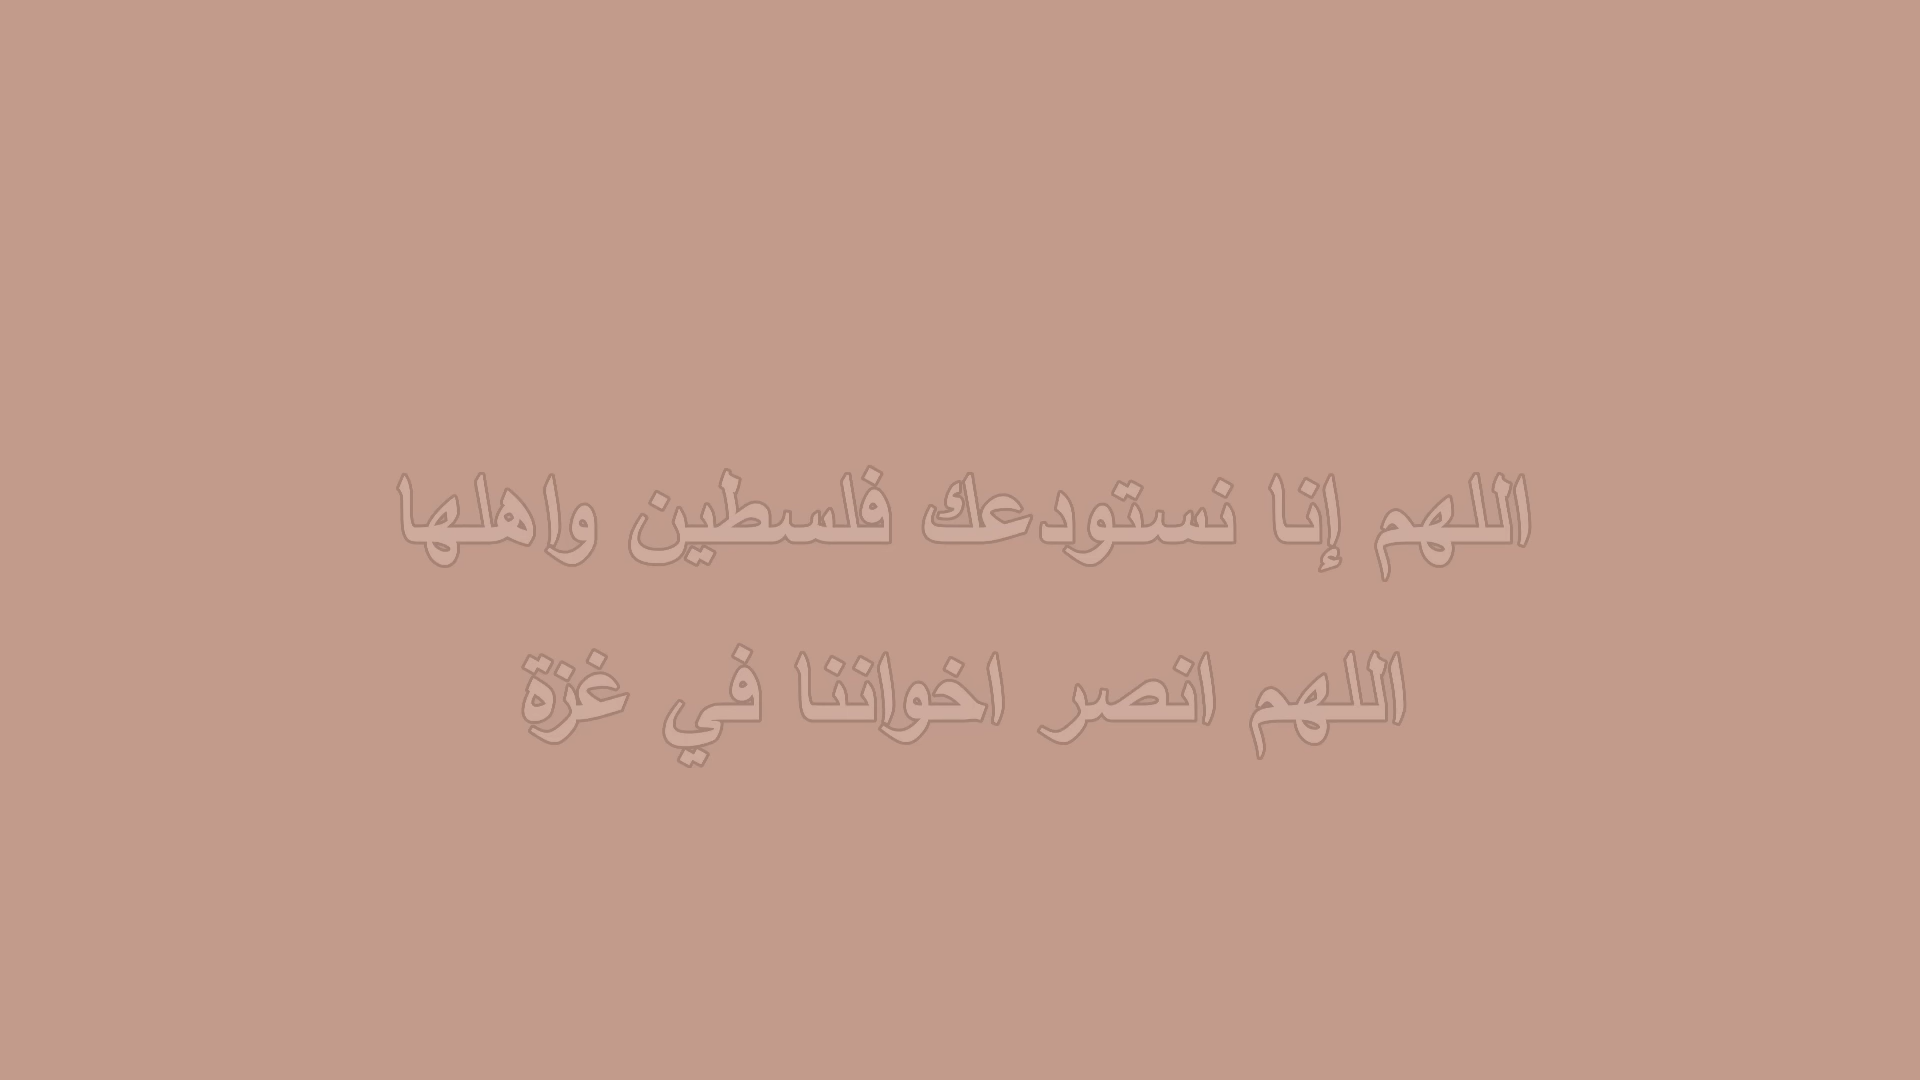 اللهم إنا نستودعك فلسطين واهلها
اللهم انصر اخواننا في غزة